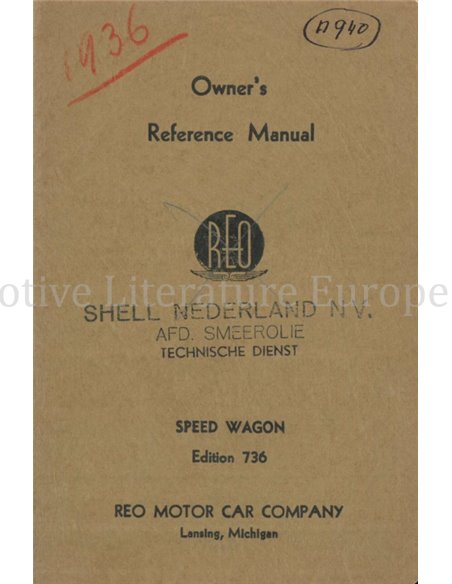 1936
A940
Owner's
Reference Manual
REO
otive Literature Europe
SHELL NEDERLAND N.V.
AFD. SMEEROLIE
TECHNISCHE DIENST
SPEED WAGON
Edition 736
REO MOTOR CAR COMPANY
Lansing, Michigan